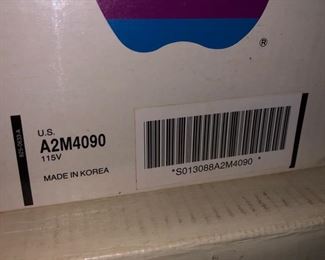 ®
U.S.
A2M4090
115V
MADE IN KOREA
*S013088A2M4090*